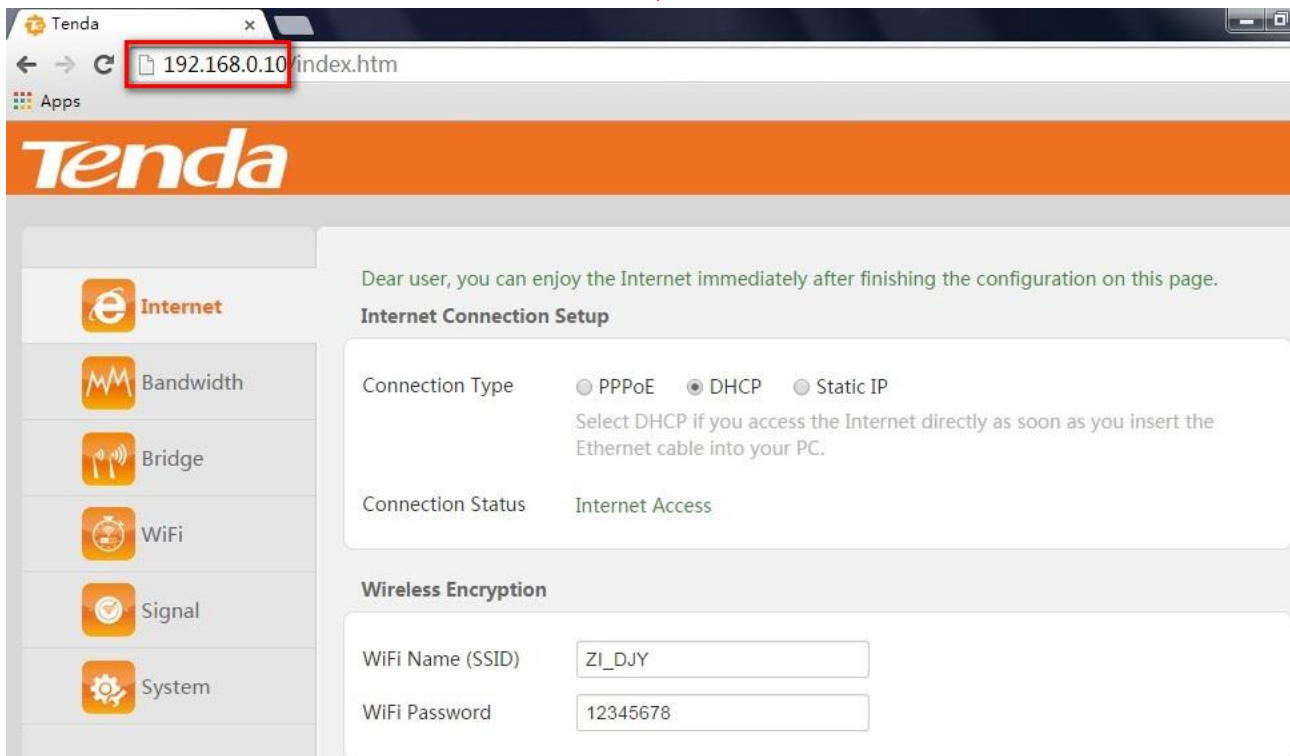 Tenda
192.168.0.10/index.htm
Apps
Tenda
Internet
Bandwidth
Bridge
WiFi
Signal
System
Dear user, you can enjoy the Internet immediately after finishing the configuration on this page.
Internet Connection Setup
Connection Type PPPoE DHCP Static IP
Select DHCP if you access the Internet directly as soon as you insert the
Ethernet cable into your PC.
Connection Status Internet Access
Wireless Encryption
WiFi Name (SSID) ZI_DJY
WiFi Password 12345678